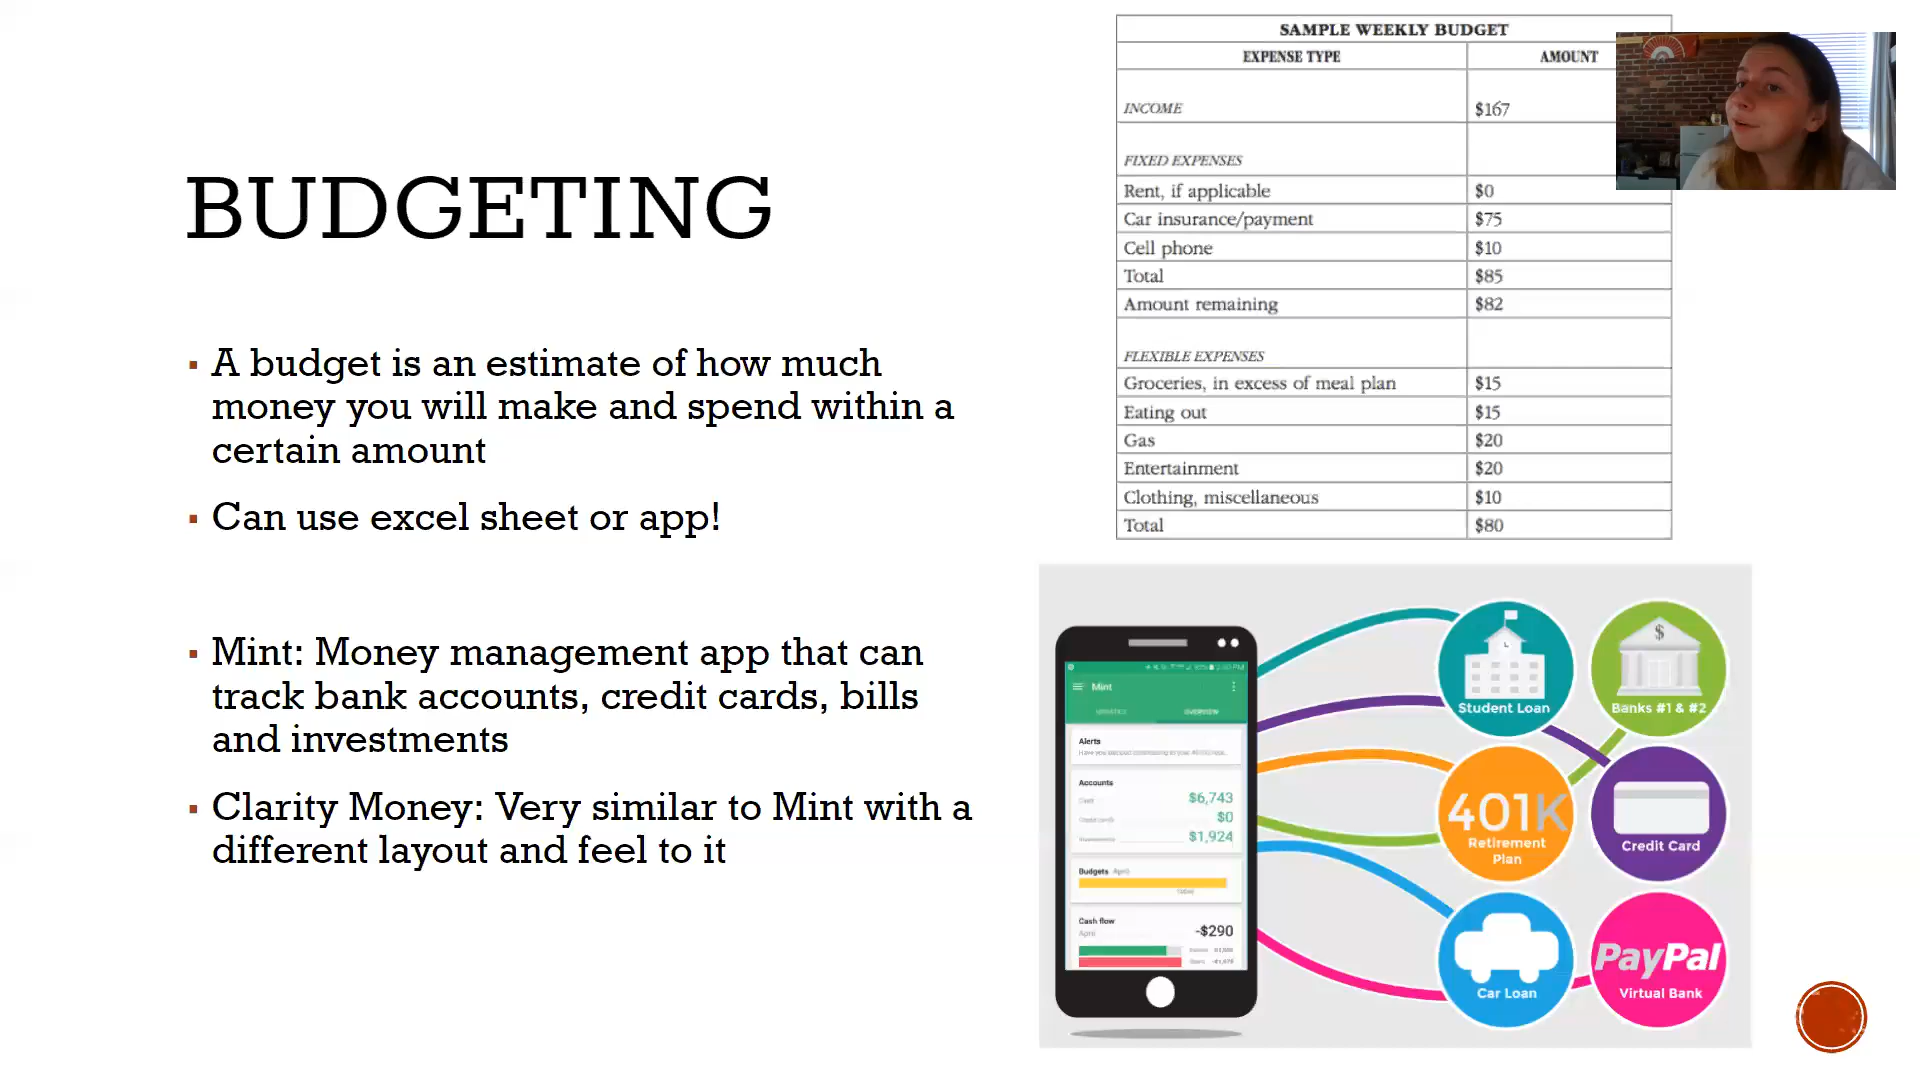 BUDGETING
▪ A budget is an estimate of how much
money you will make and spend within a
certain amount
▪ Can use excel sheet or app!
▪ Mint: Money management app that can
track bank accounts, credit cards, bills
and investments
▪ Clarity Money: Very similar to Mint with a
different layout and feel to it
SAMPLE WEEKLY BUDGET
EXPENSE TYPE AMOUNT
INCOME $167
FIXED EXPENSES
Rent, if applicable $0
Car insurance/payment $75
Cell phone $10
Total $85
Amount remaining $82
FLEXIBLE EXPENSES
Groceries, in excess of meal plan $15
Eating out $15
Gas $20
Entertainment $20
Clothing, miscellaneous $10
Total $80
Mint
OVERVIEW
Alerts
Accounts
$6,743
$0
$1,924
Budgets April
Cash flow
April -$290
Student Loan
Banks #1 & #2
401K
Retirement
Plan
Credit Card
Car Loan
PayPal
Virtual Bank